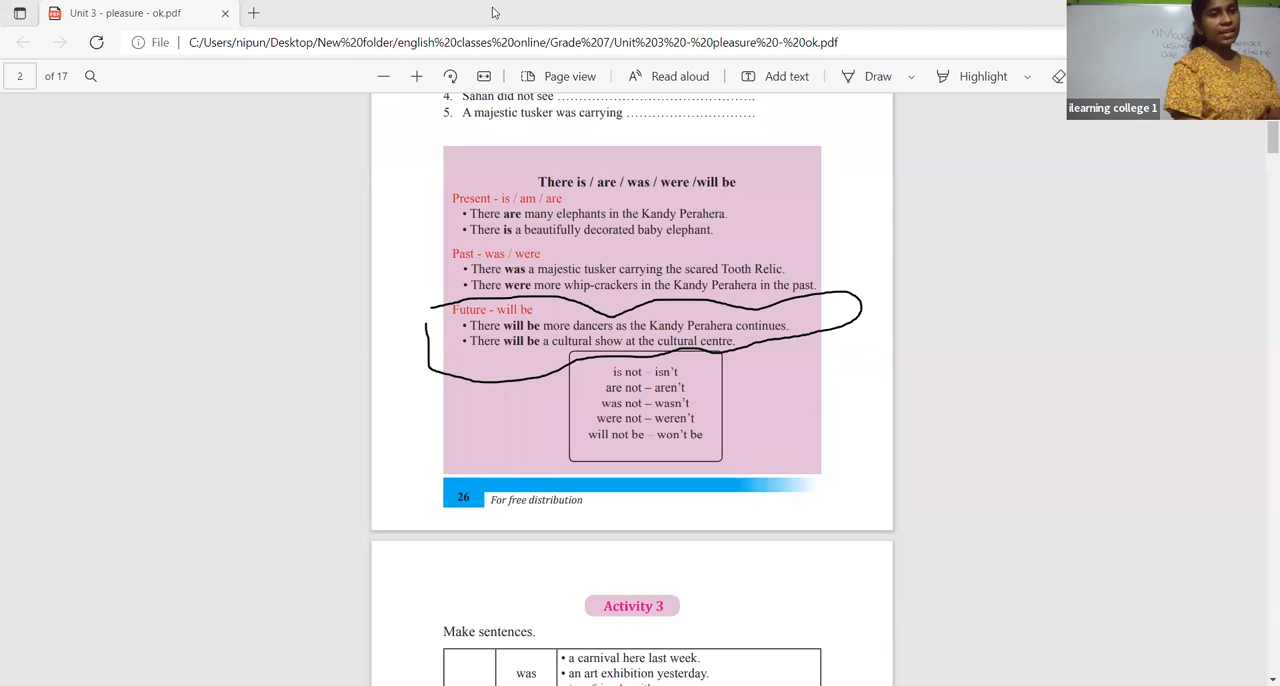 Unit 3 - pleasure - ok.pdf
File C:/Users/nipun/Desktop/New%20folder/english%20classes%20online/Grade%207/Unit%203%20-%20pleasure%20-%20ok.pdf
2 of 17 Page view Read aloud Add text Draw Highlight
ilearning college 1
4. Sahan did not see ................................................
5. A majestic tusker was carrying ..............................
There is / are / was / were /will be
Present - is / am / are
• There are many elephants in the Kandy Perahera.
• There is a beautifully decorated baby elephant.
Past - was / were
• There was a majestic tusker carrying the scared Tooth Relic.
• There were more whip-crackers in the Kandy Perahera in the past.
Future - will be
• There will be more dancers as the Kandy Perahera continues.
• There will be a cultural show at the cultural centre.
is not – isn't
are not – aren't
was not – wasn't
were not – weren't
will not be – won't be
26 For free distribution
Activity 3
Make sentences.
• a carnival here last week.
was • an art exhibition yesterday.